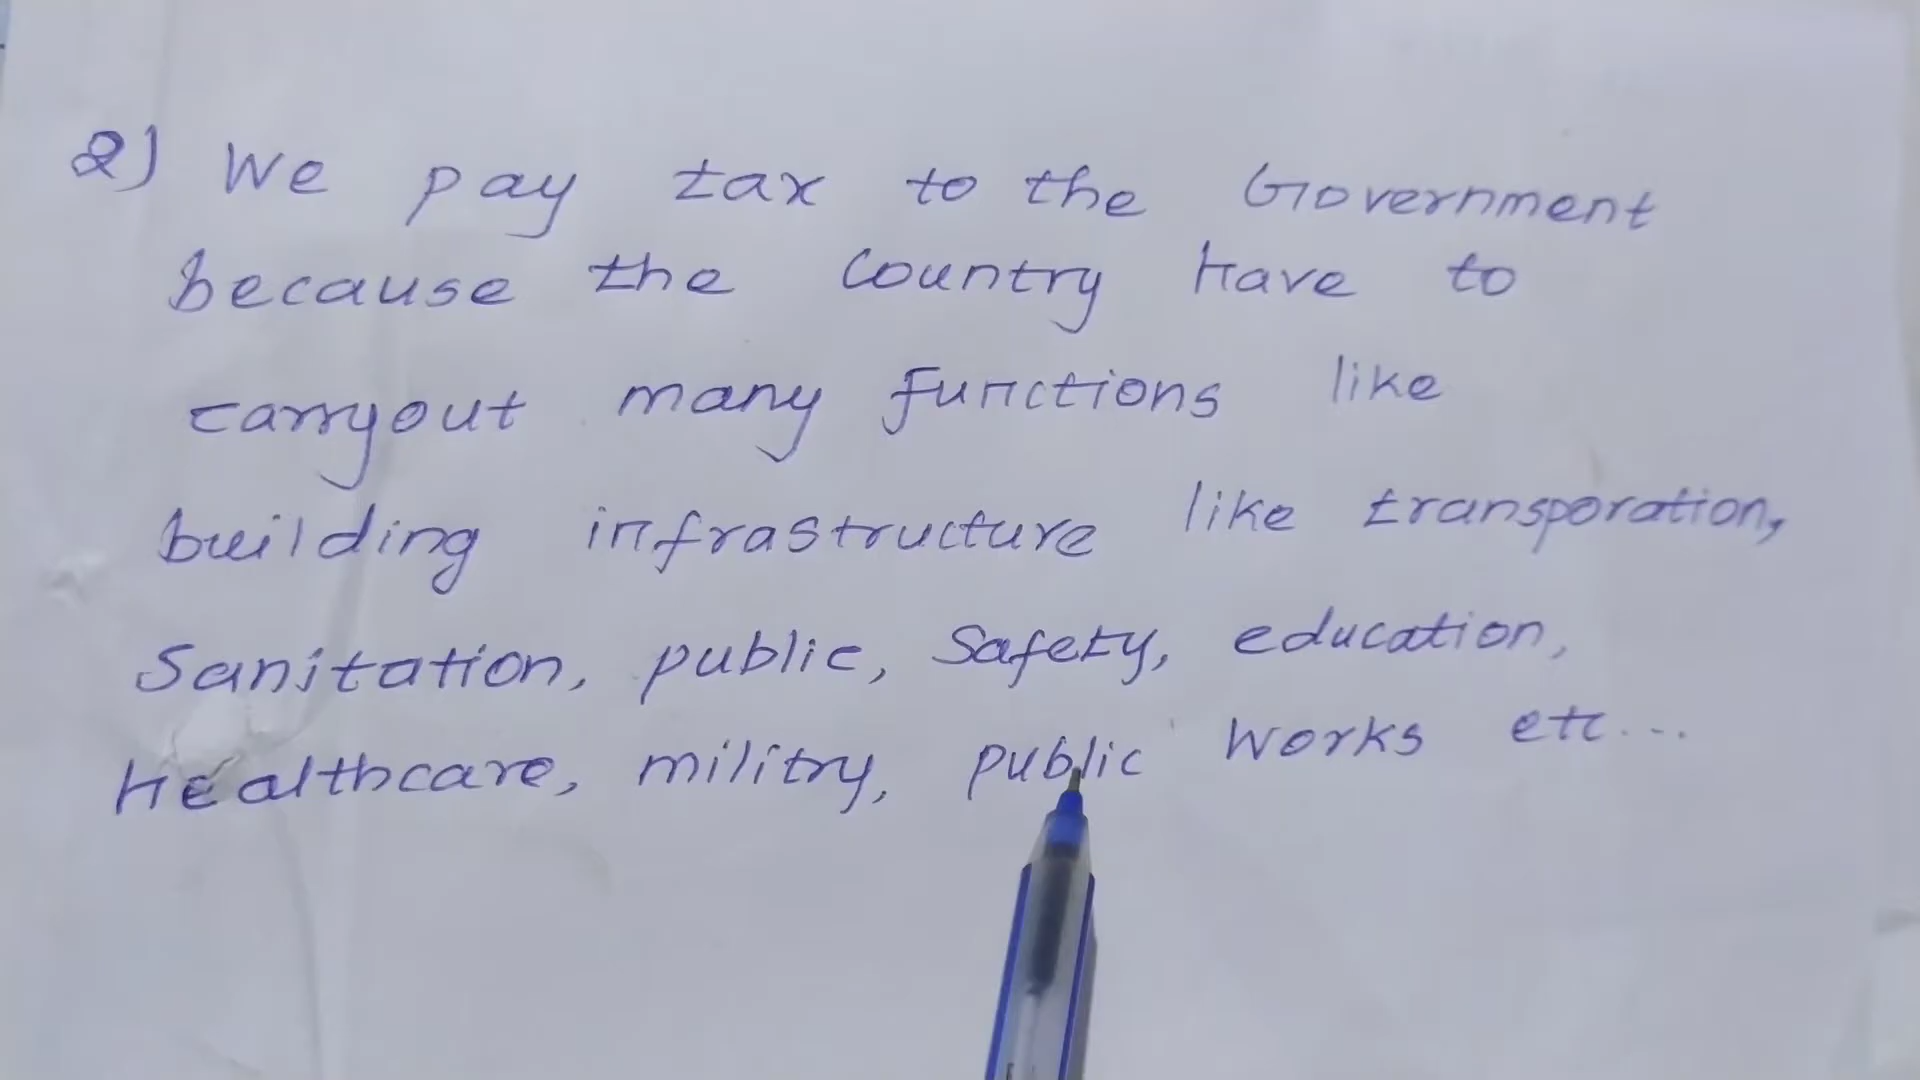 2) We pay tax to the Government
because the Country have to
carryout many functions like
building infrastructure like transporation,
Sanitation, public, Safety, education,
Healthcare, militry, public works etc...